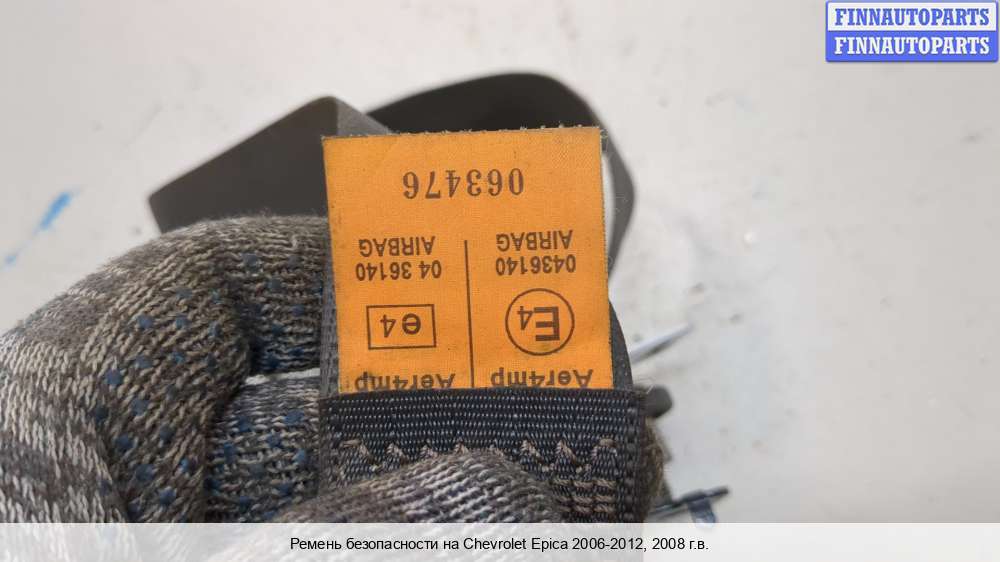 FINNAUTOPARTS
FINNAUTOPARTS
Aer4mp Aer4mp
E4 e4
0436140 04 36140
AIRBAG AIRBAG
063476
Ремень безопасности на Chevrolet Epica 2006-2012, 2008 г.в.